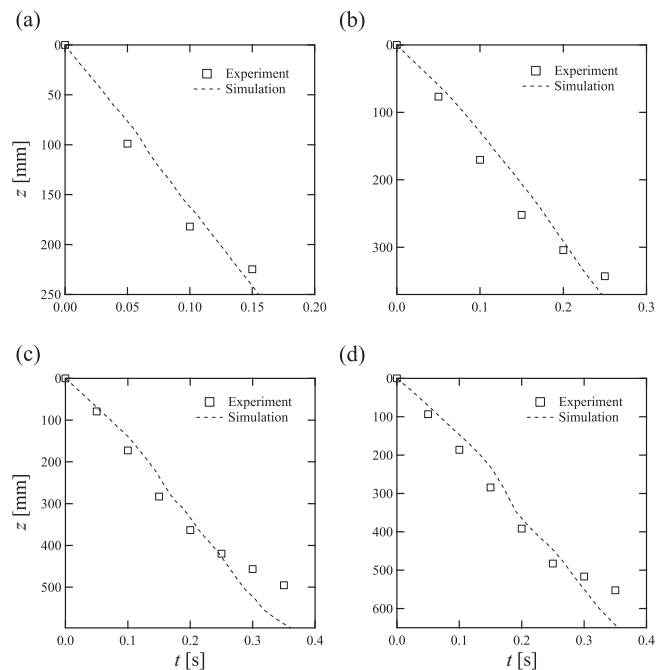 (a)
0
50
100
150
200
250
z [mm]
0.00 0.05 0.10 0.15 0.20
Experiment
Simulation
(b)
0
100
200
300
0.0 0.1 0.2 0.3
Experiment
Simulation
(c)
0
100
200
300
400
500
z [mm]
0.0 0.1 0.2 0.3 0.4
t [s]
Experiment
Simulation
(d)
0
100
200
300
400
500
600
0.0 0.1 0.2 0.3 0.4
t [s]
Experiment
Simulation